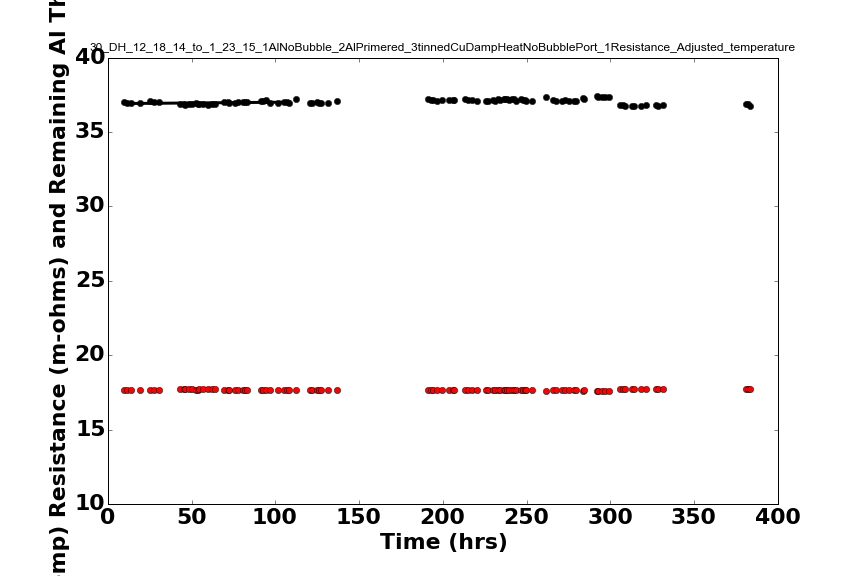 30_DH_12_18_14_to_1_23_15_1AlNoBubble_2AlPrimered_3tinnedCuDampHeatNoBubblePort_1Resistance_Adjusted_temperature
mp) Resistance (m-ohms) and Remaining Al Th
40
35
30
25
20
15
10
0 50 100 150 200 250 300 350 400
Time (hrs)